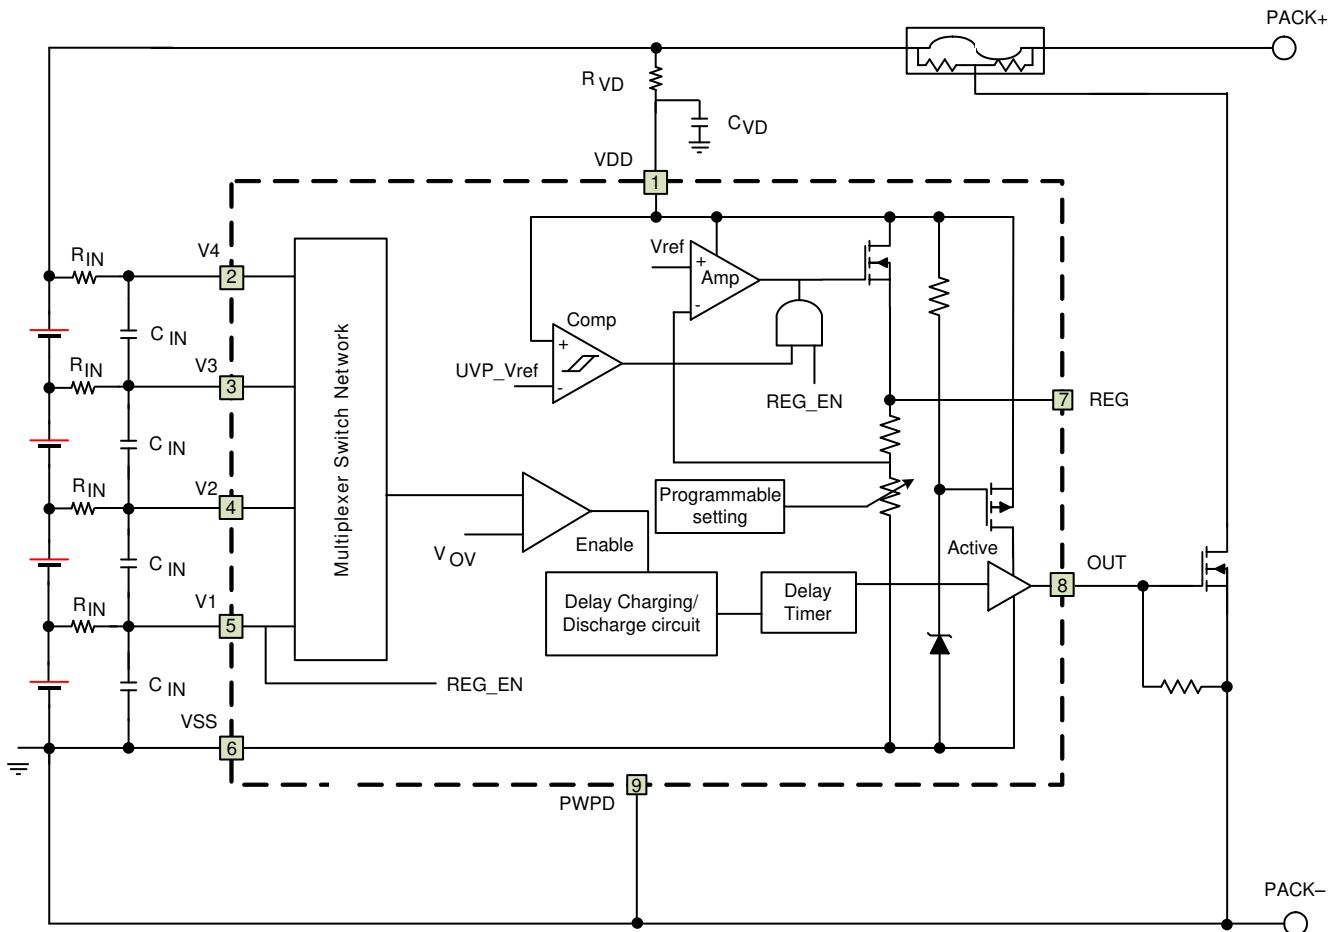 PACK+
R VD
C VD
VDD
1
R IN
V4
2
Vref
+
Amp
-
Multiplexer Switch Network
C IN
Comp
+
UVP_Vref
-
R IN
V3
3
REG_EN
7
REG
C IN
R IN
V2
4
Programmable
setting
V OV
Enable
Active
OUT
8
C IN
Delay Charging/
Discharge circuit
Delay
Timer
R IN
V1
5
C IN
REG_EN
VSS
6
9
PWPD
PACK–